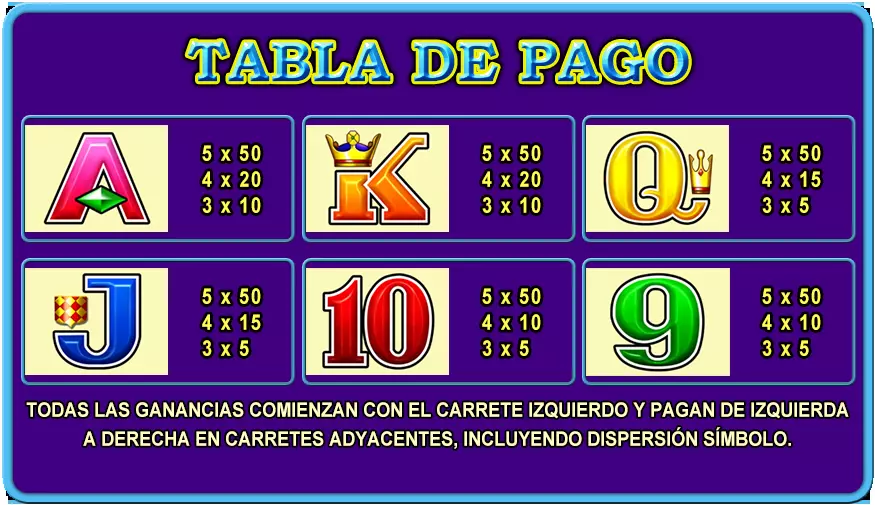 TABLA DE PAGO
A
5 x 50
4 x 20
3 x 10
K
5 x 50
4 x 20
3 x 10
Q
5 x 50
4 x 15
3 x 5
J
5 x 50
4 x 15
3 x 5
10
5 x 50
4 x 10
3 x 5
9
5 x 50
4 x 10
3 x 5
TODAS LAS GANANCIAS COMIENZAN CON EL CARRETE IZQUIERDO Y PAGAN DE IZQUIERDA
A DERECHA EN CARRETES ADYACENTES, INCLUYENDO DISPERSIÓN SÍMBOLO.